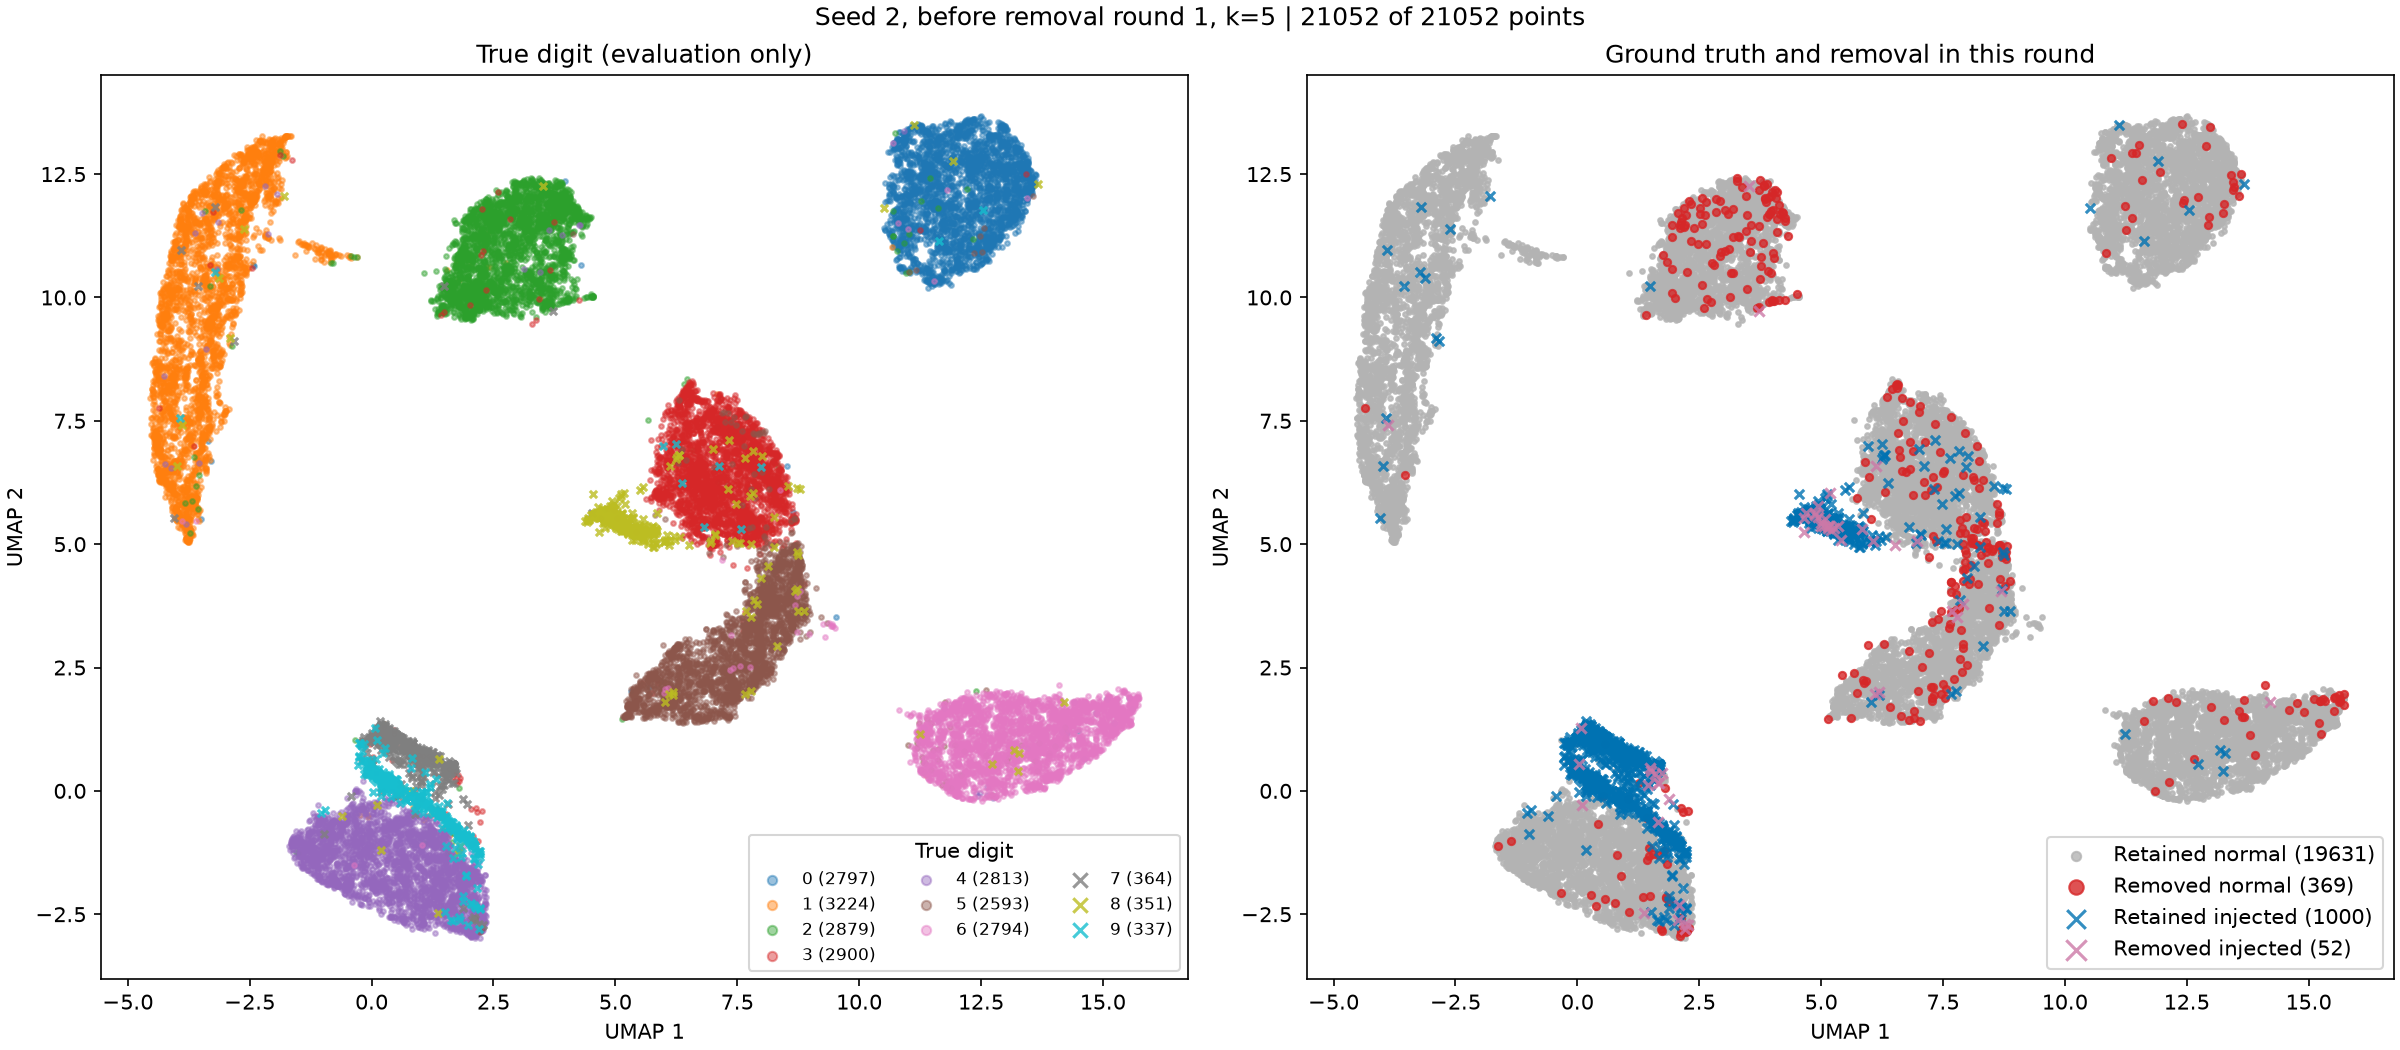 Seed 2, before removal round 1, k=5 | 21052 of 21052 points
True digit (evaluation only)
12.5
10.0
7.5
5.0
2.5
0.0
−2.5
UMAP 2
−5.0 −2.5 0.0 2.5 5.0 7.5 10.0 12.5 15.0
UMAP 1
True digit
0 (2797)
1 (3224)
2 (2879)
3 (2900)
4 (2813)
5 (2593)
6 (2794)
7 (364)
8 (351)
9 (337)
Ground truth and removal in this round
12.5
10.0
7.5
5.0
2.5
0.0
−2.5
UMAP 2
−5.0 −2.5 0.0 2.5 5.0 7.5 10.0 12.5 15.0
UMAP 1
Retained normal (19631)
Removed normal (369)
Retained injected (1000)
Removed injected (52)